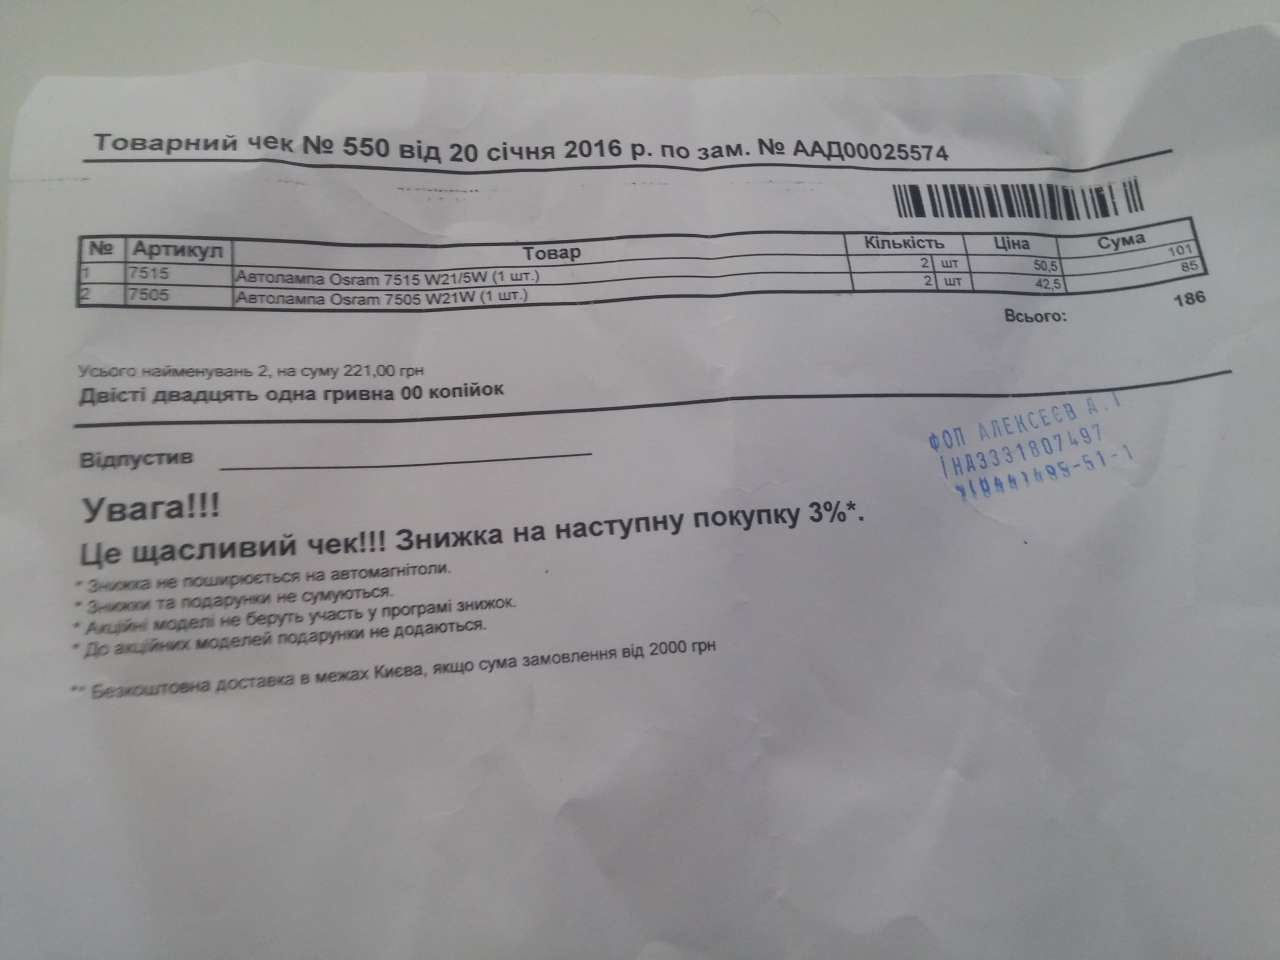 Товарний чек № 550 від 20 січня 2016 р. по зам. № ААД00025574
№ Артикул Товар Кількість Ціна Сума
1 7515 Автолампа Osram 7515 W21/5W (1 шт.) 2 шт 50,5 101
2 7505 Автолампа Osram 7505 W21W (1 шт.) 2 шт 42,5 85
Всього: 186
Усього найменувань 2, на суму 221,00 грн
Двісті двадцять одна гривна 00 копійок
Відпустив
ФОП АЛЕКСЕЄВ Д.І
ІНА3331807497
Увага!!!
Це щасливий чек!!! Знижка на наступну покупку 3%*.
* Знижка не поширюється на автомагнітоли.
* Знижки та подарунки не сумуються.
* Акційні моделі не беруть участь у програмі знижок.
* До акційних моделей подарунки не додаються.
** Безкоштовна доставка в межах Києва, якщо сума замовлення від 2000 грн